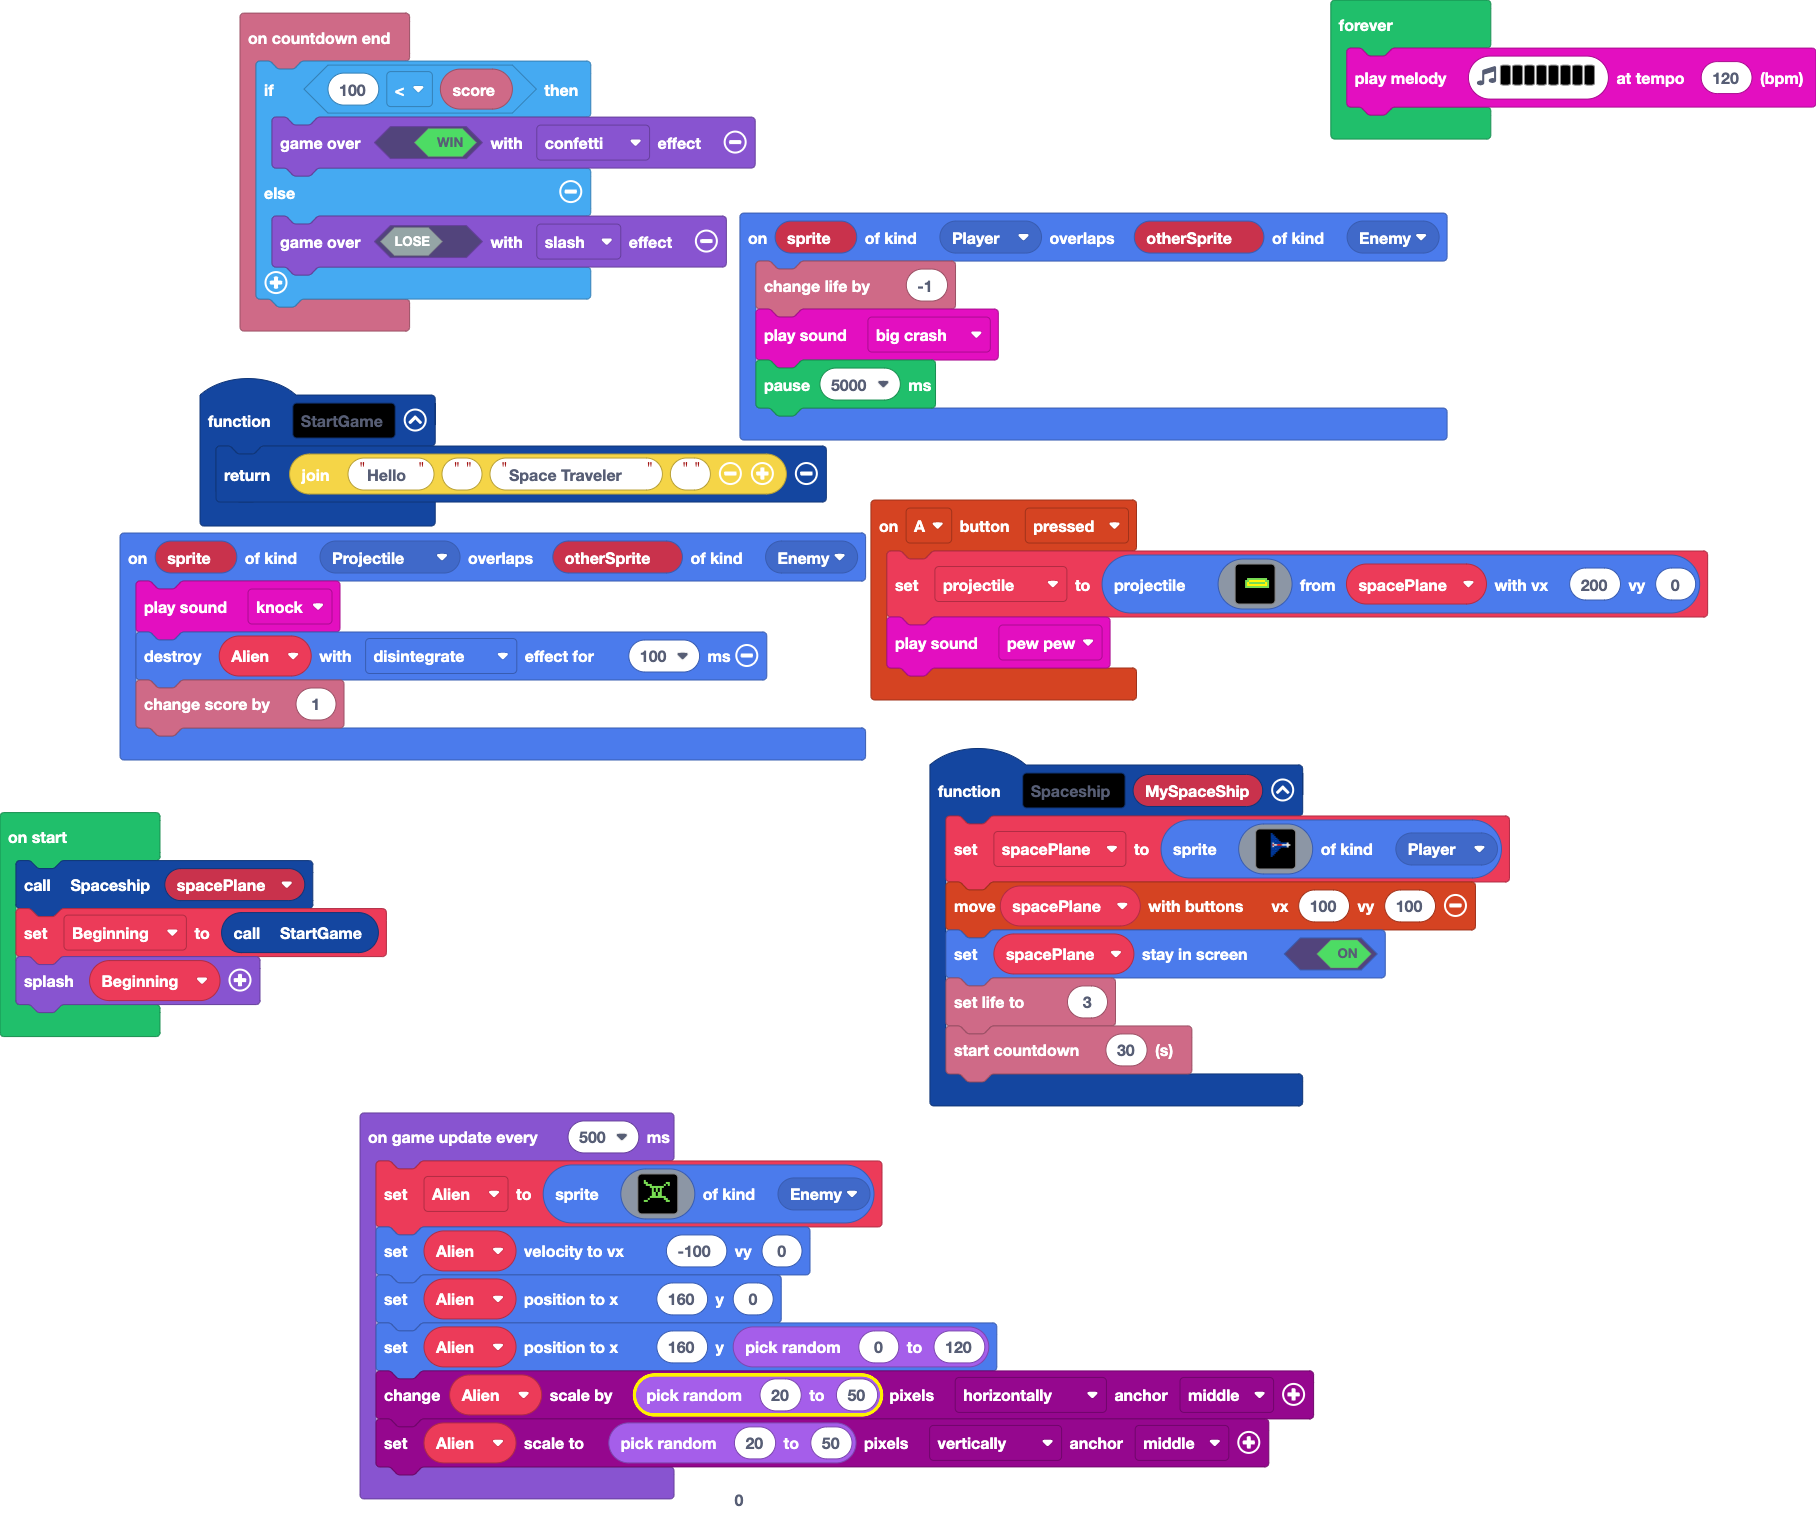 on countdown end
if 100 < score then
game over WIN with confetti effect
else
game over LOSE with slash effect
forever
play melody at tempo 120 (bpm)
on sprite of kind Player overlaps otherSprite of kind Enemy
change life by -1
play sound big crash
pause 5000 ms
function StartGame
return join "Hello " " " "Space Traveler " " "
on sprite of kind Projectile overlaps otherSprite of kind Enemy
play sound knock
destroy Alien with disintegrate effect for 100 ms
change score by 1
on A button pressed
set projectile to projectile from spacePlane with vx 200 vy 0
play sound pew pew
function Spaceship MySpaceShip
set spacePlane to sprite of kind Player
move spacePlane with buttons vx 100 vy 100
set spacePlane stay in screen ON
set life to 3
start countdown 30 (s)
on start
call Spaceship spacePlane
set Beginning to call StartGame
splash Beginning
on game update every 500 ms
set Alien to sprite of kind Enemy
set Alien velocity to vx -100 vy 0
set Alien position to x 160 y 0
set Alien position to x 160 y pick random 0 to 120
change Alien scale by pick random 20 to 50 pixels horizontally anchor middle
set Alien scale to pick random 20 to 50 pixels vertically anchor middle
0